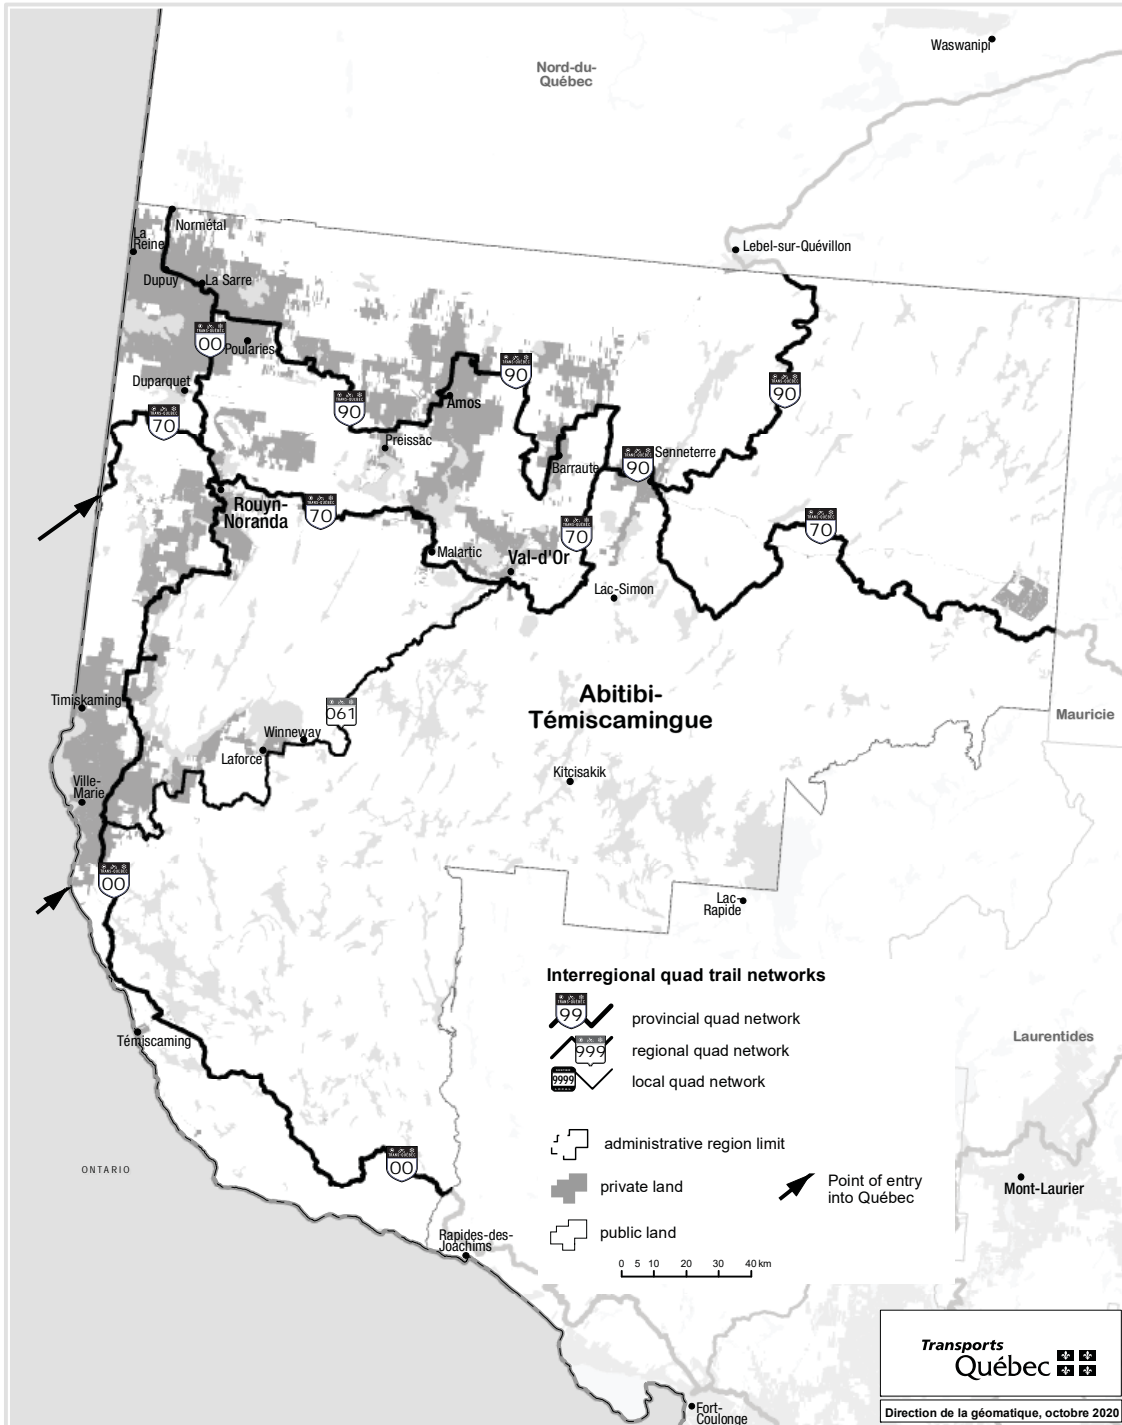 Waswanipi
Nord-du-
Québec
Normétal
La
Reine
Lebel-sur-Quévillon
Dupuy
La Sarre
00
Poularies
90
Duparquet
90
90
Amos
70
Preissac
Barraute
90
Senneterre
Rouyn-
Noranda
70
70
70
Malartic
Val-d'Or
Lac-Simon
Abitibi-
Témiscamingue
Timiskaming
061
Mauricie
Winneway
Laforce
Kitcisakik
Ville-
Marie
00
Lac-
Rapide
Interregional quad trail networks
99
provincial quad network
999
regional quad network
9999
local quad network
Témiscaming
Laurentides
administrative region limit
ONTARIO
00
private land
Point of entry
into Québec
Mont-Laurier
public land
Rapides-des-
Joachims
0 5 10 20 30 40 km
Transports
Québec
Direction de la géomatique, octobre 2020
Fort-
Coulonge